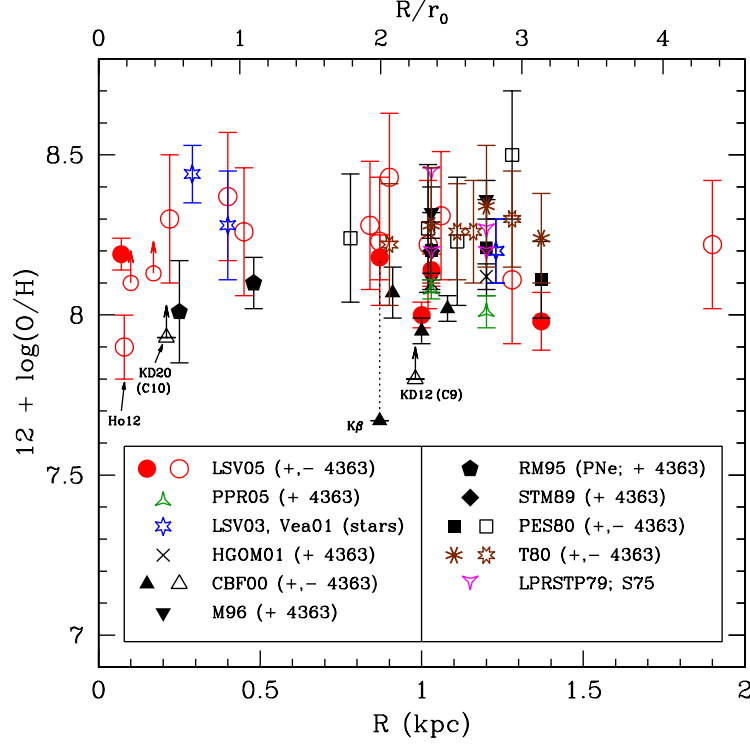 R/r0
0 1 2 3 4
12 + log(O/H)
8.5
8
7.5
7
KD20
(C10)
Ho12
KD12 (C9)
Kβ
LSV05 (+,- 4363)
PPR05 (+ 4363)
LSV03, Vea01 (stars)
HGOM01 (+ 4363)
CBF00 (+,- 4363)
M96 (+ 4363)
RM95 (PNe; + 4363)
STM89 (+ 4363)
PES80 (+,- 4363)
T80 (+,- 4363)
LPRSTP79; S75
0 0.5 1 1.5 2
R (kpc)